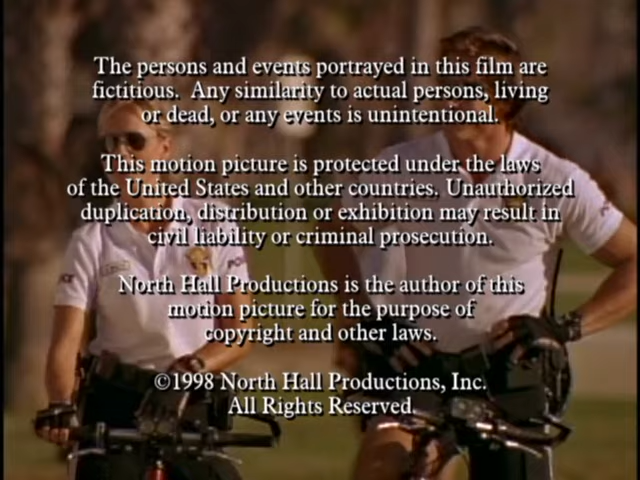 The persons and events portrayed in this film are
fictitious. Any similarity to actual persons, living
or dead, or any events is unintentional.
This motion picture is protected under the laws
of the United States and other countries. Unauthorized
duplication, distribution or exhibition may result in
civil liability or criminal prosecution.
North Hall Productions is the author of this
motion picture for the purpose of
copyright and other laws.
©1998 North Hall Productions, Inc.
All Rights Reserved.